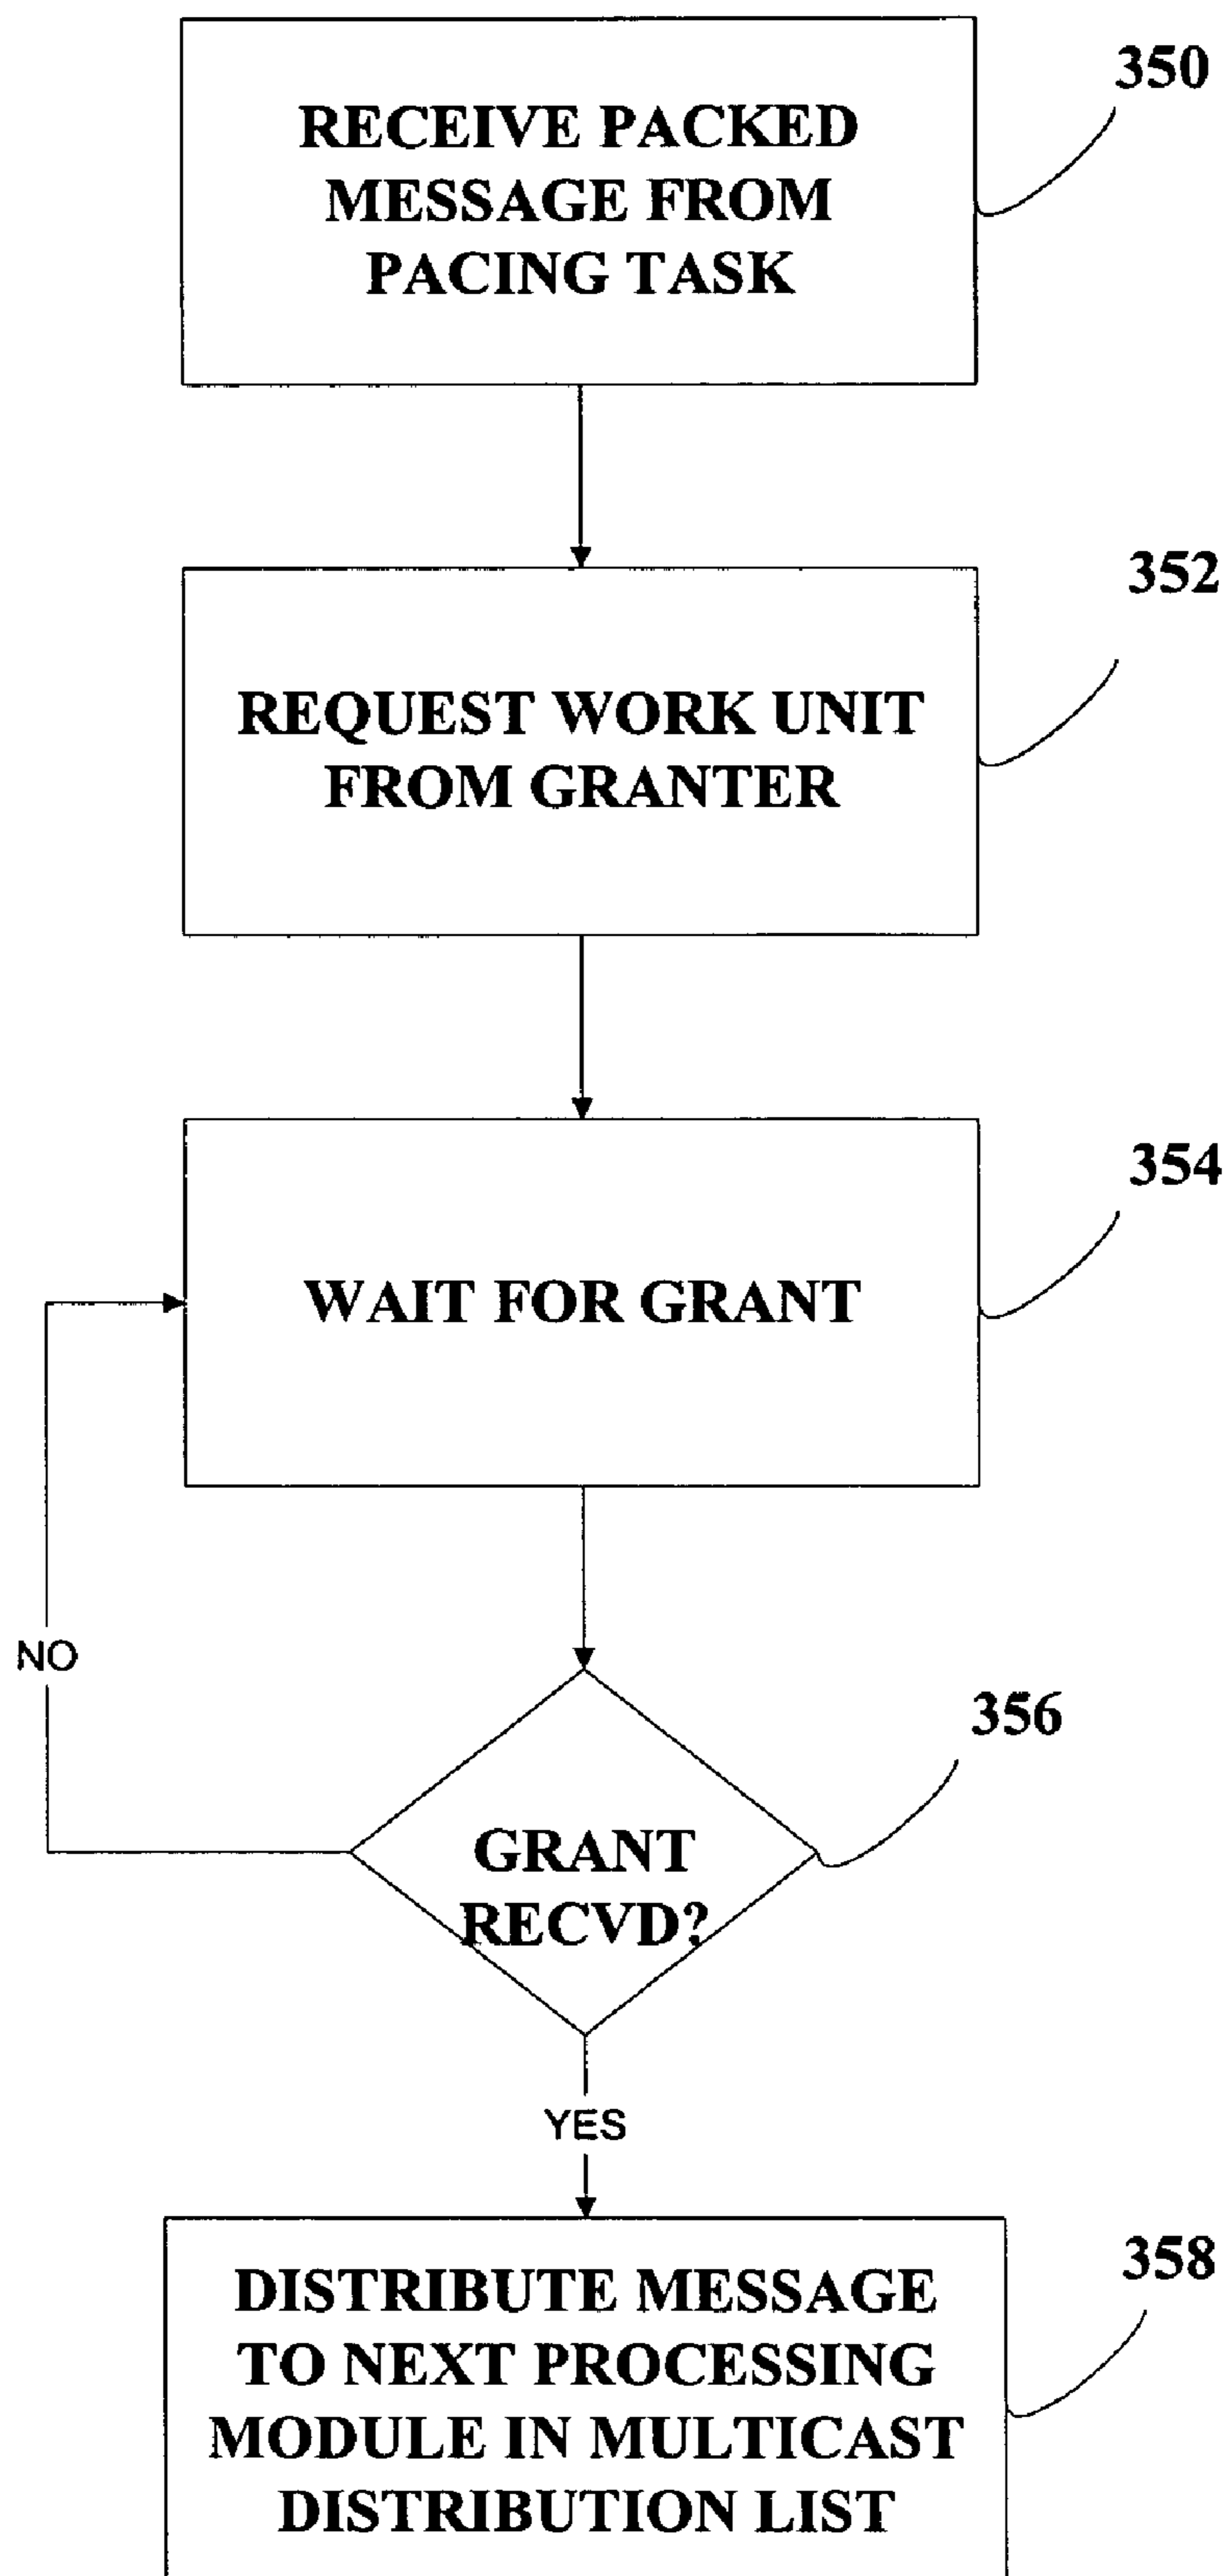 350
RECEIVE PACKED
MESSAGE FROM
PACING TASK
352
REQUEST WORK UNIT
FROM GRANTER
354
WAIT FOR GRANT
NO
356
GRANT
RECVD?
YES
358
DISTRIBUTE MESSAGE
TO NEXT PROCESSING
MODULE IN MULTICAST
DISTRIBUTION LIST